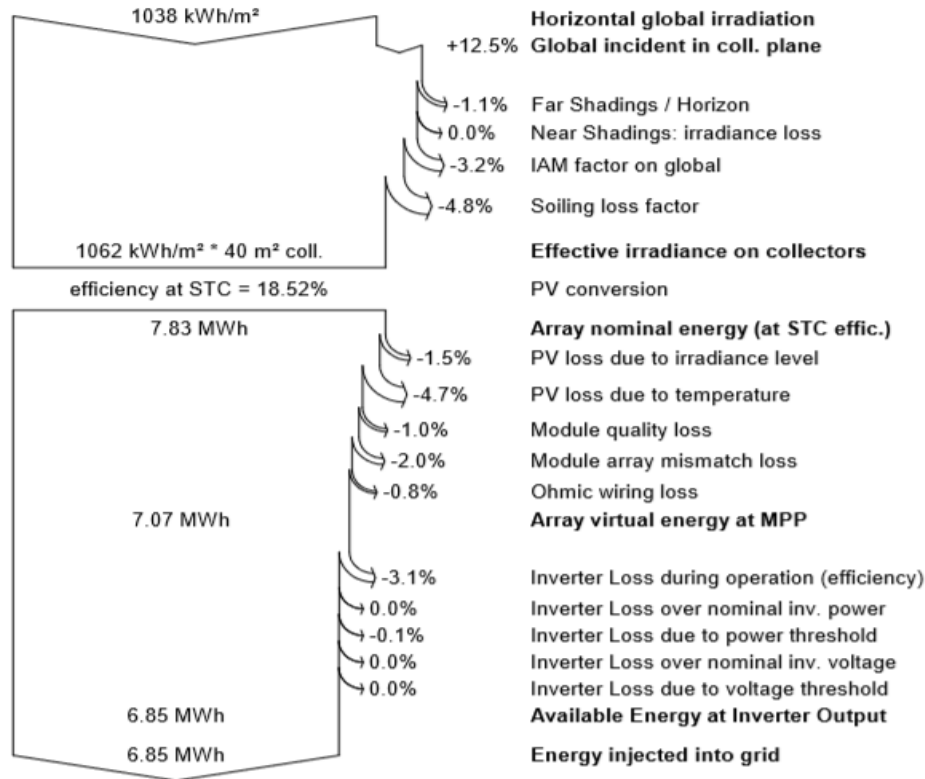 1038 kWh/m² Horizontal global irradiation
+12.5% Global incident in coll. plane
-1.1% Far Shadings / Horizon
0.0% Near Shadings: irradiance loss
-3.2% IAM factor on global
-4.8% Soiling loss factor
1062 kWh/m² * 40 m² coll. Effective irradiance on collectors
efficiency at STC = 18.52% PV conversion
7.83 MWh Array nominal energy (at STC effic.)
-1.5% PV loss due to irradiance level
-4.7% PV loss due to temperature
-1.0% Module quality loss
-2.0% Module array mismatch loss
-0.8% Ohmic wiring loss
7.07 MWh Array virtual energy at MPP
-3.1% Inverter Loss during operation (efficiency)
0.0% Inverter Loss over nominal inv. power
-0.1% Inverter Loss due to power threshold
0.0% Inverter Loss over nominal inv. voltage
0.0% Inverter Loss due to voltage threshold
6.85 MWh Available Energy at Inverter Output
6.85 MWh Energy injected into grid